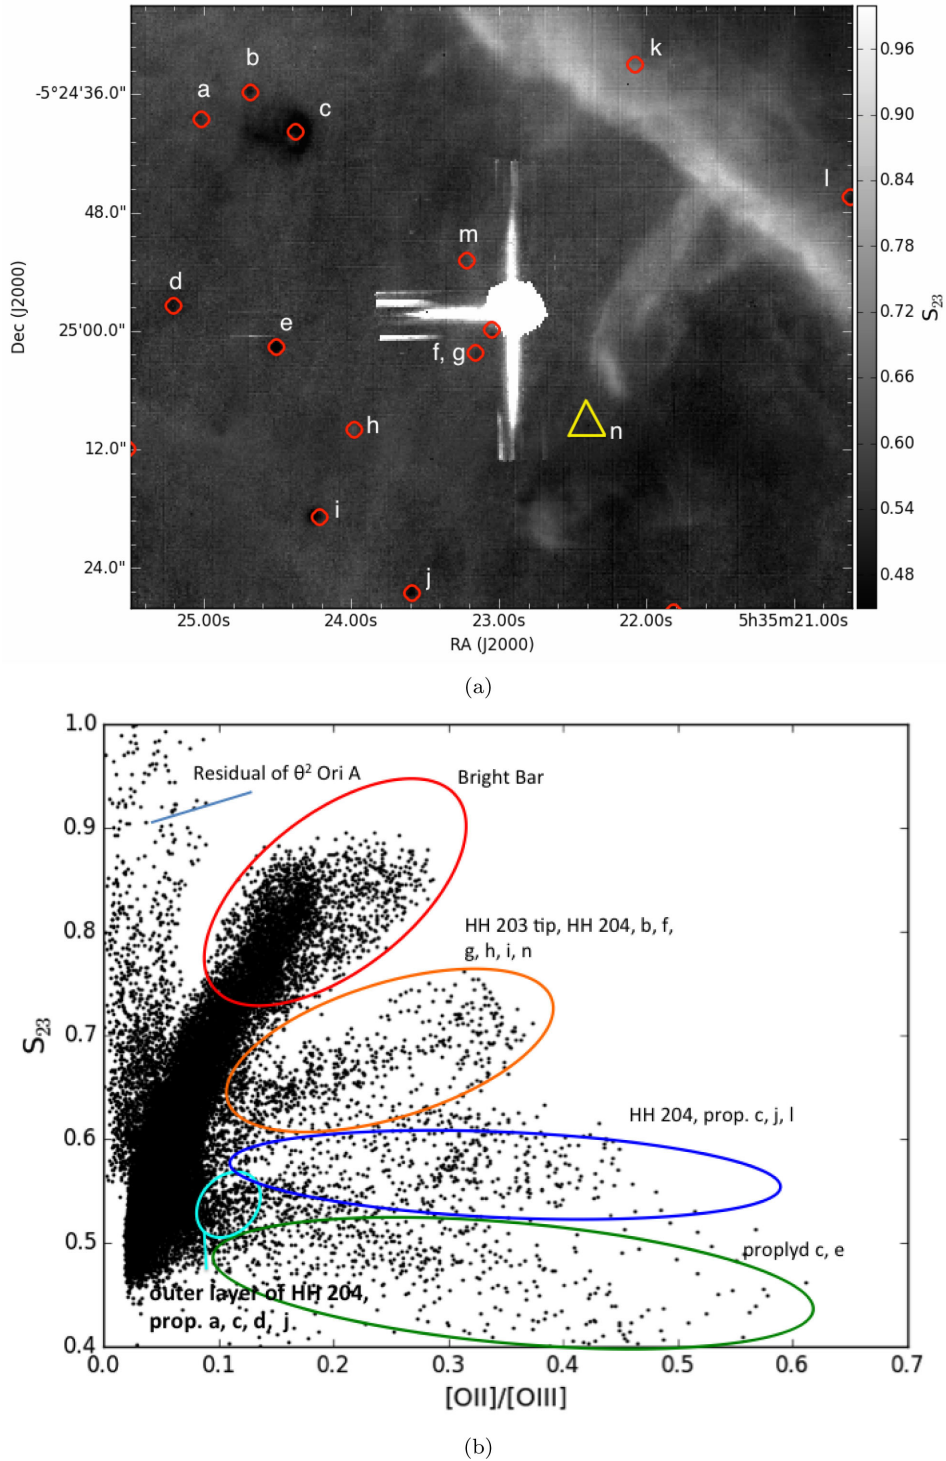 a
b
c
d
e
f, g
h
i
j
k
l
m
n
-5°24'36.0"
48.0"
25'00.0"
12.0"
24.0"
Dec (J2000)
25.00s
24.00s
23.00s
22.00s
5h35m21.00s
RA (J2000)
0.96
0.90
0.84
0.78
0.72
0.66
0.60
0.54
0.48
S23
(a)
1.0
0.9
0.8
0.7
0.6
0.5
0.4
S23
Residual of θ² Ori A
Bright Bar
HH 203 tip, HH 204, b, f,
g, h, i, n
HH 204, prop. c, j, l
proplyd c, e
outer layer of HH 204,
prop. a, c, d, j.
0.0
0.1
0.2
0.3
0.4
0.5
0.6
0.7
[OII]/[OIII]
(b)